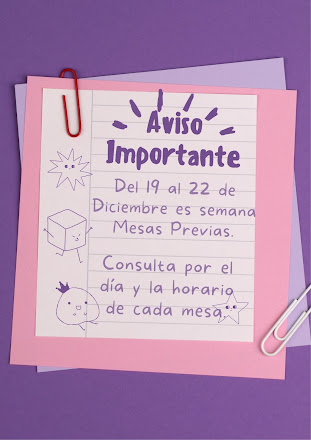 Aviso
Importante
Del 19 al 22 de
Diciembre es semana
Mesas Previas.
Consulta por el
día y la horario
de cada mesa